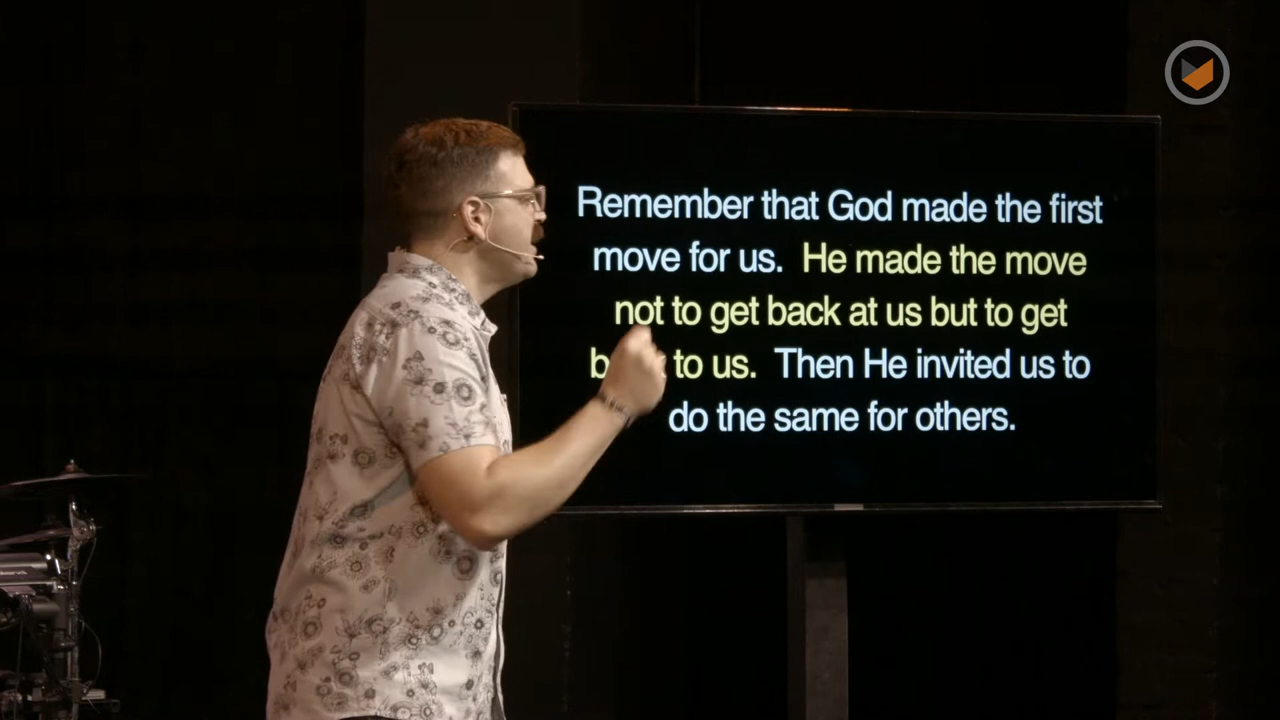 Remember that God made the first
move for us. He made the move
not to get back at us but to get
to us. Then He invited us to
do the same for others.